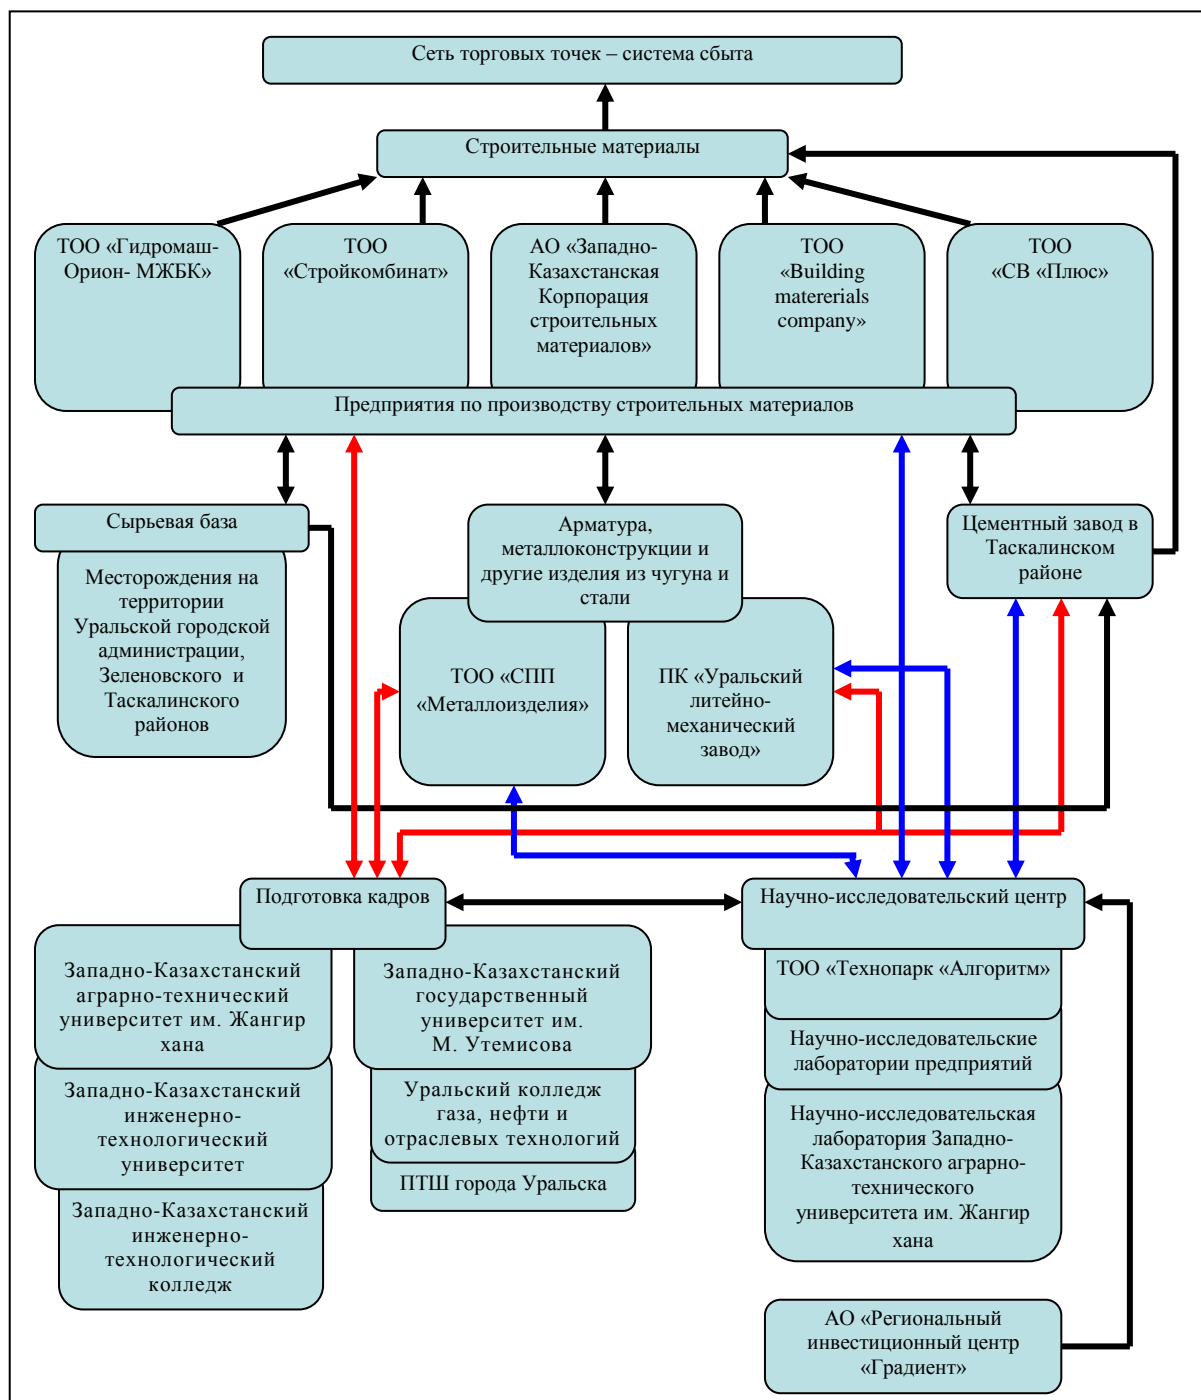 Сеть торговых точек – система сбыта
Строительные материалы
ТОО «Гидромаш-
Орион- МЖБК»
ТОО
«Стройкомбинат»
АО «Западно-
Казахстанская
Корпорация
строительных
материалов»
ТОО
«Building
matererials
company»
ТОО
«СВ «Плюс»
Предприятия по производству строительных материалов
Сырьевая база
Месторождения на
территории
Уральской городской
администрации,
Зеленовского и
Таскалинского
районов
Арматура,
металлоконструкции и
другие изделия из чугуна и
стали
ТОО «СПП
«Металлоизделия»
ПК «Уральский
литейно-
механический
завод»
Цементный завод в
Таскалинском
районе
Подготовка кадров
Западно-Казахстанский
аграрно-технический
университет им. Жангир
хана
Западно-Казахстанский
инженерно-
технологический
университет
Западно-Казахстанский
инженерно-
технологический
колледж
Западно-Казахстанский
государственный
университет им.
М. Утемисова
Уральский колледж
газа, нефти и
отраслевых технологий
ПТШ города Уральска
Научно-исследовательский центр
ТОО «Технопарк «Алгоритм»
Научно-исследовательские
лаборатории предприятий
Научно-исследовательская
лаборатория Западно-
Казахстанского аграрно-
технического
университета им. Жангир
хана
АО «Региональный
инвестиционный центр
«Градиент»